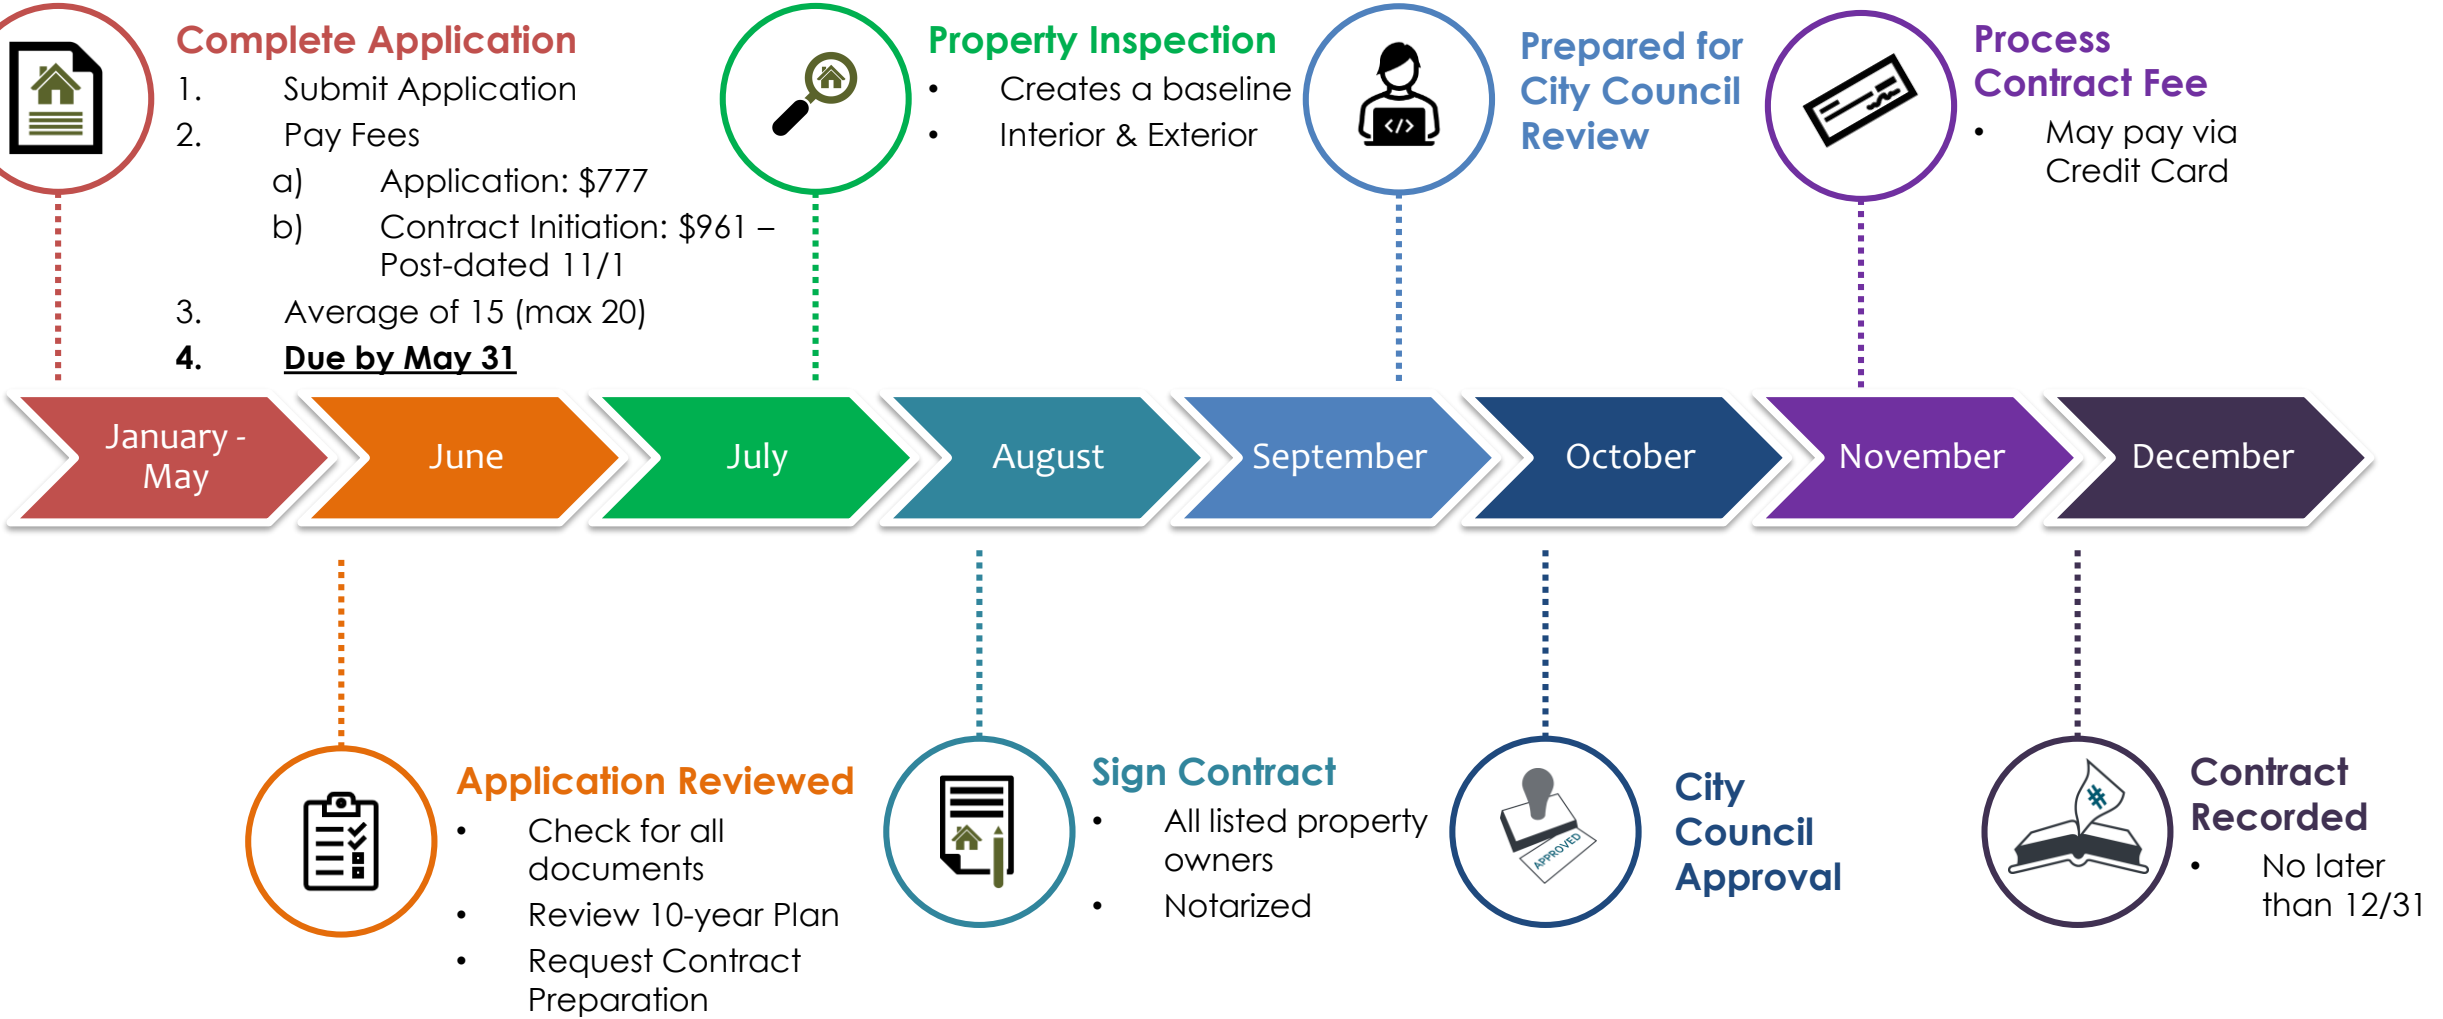 Complete Application
1. Submit Application
2. Pay Fees
a) Application: $777
b) Contract Initiation: $961 –
Post-dated 11/1
3. Average of 15 (max 20)
4. Due by May 31
Property Inspection
• Creates a baseline
• Interior & Exterior
</>
Prepared for
City Council
Review
Process
Contract Fee
• May pay via
Credit Card
January -
May
June
July
August
September
October
November
December
Application Reviewed
• Check for all
documents
• Review 10-year Plan
• Request Contract
Preparation
Sign Contract
• All listed property
owners
• Notarized
APPROVED
City
Council
Approval
#
Contract
Recorded
• No later
than 12/31